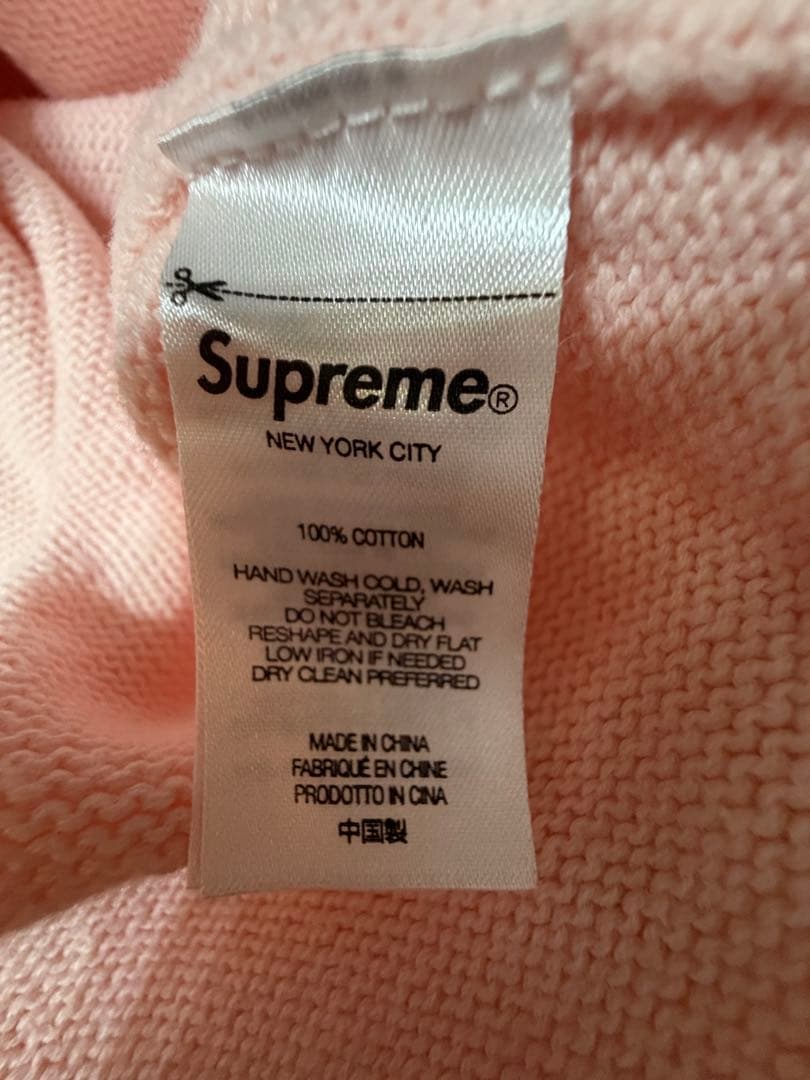 Supreme®
NEW YORK CITY
100% COTTON
HAND WASH COLD, WASH
SEPARATELY
DO NOT BLEACH
RESHAPE AND DRY FLAT
LOW IRON IF NEEDED
DRY CLEAN PREFERRED
MADE IN CHINA
FABRIQUÉ EN CHINE
PRODOTTO IN CINA
中国製